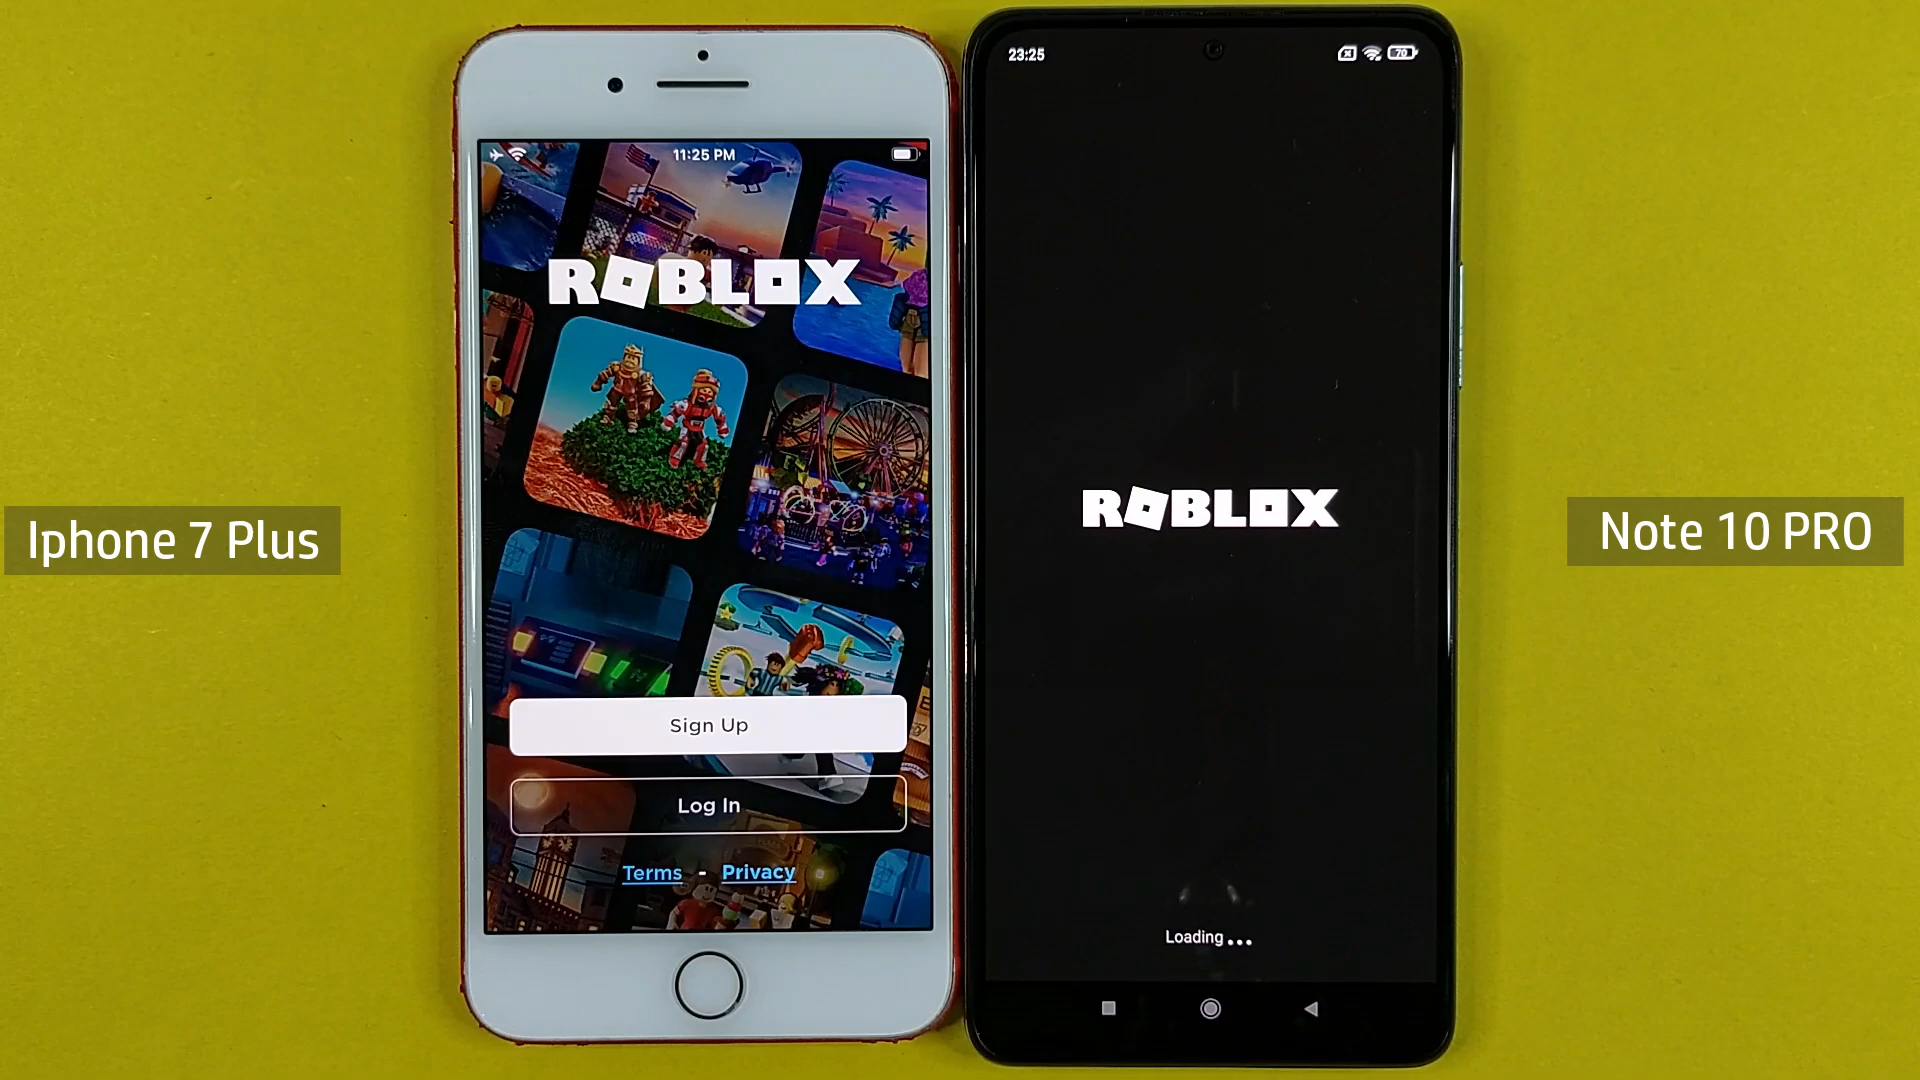 11:25 PM
ROBLOX
Sign Up
Log In
Terms - Privacy
Iphone 7 Plus
23:25
70
ROBLOX
Loading...
Note 10 PRO